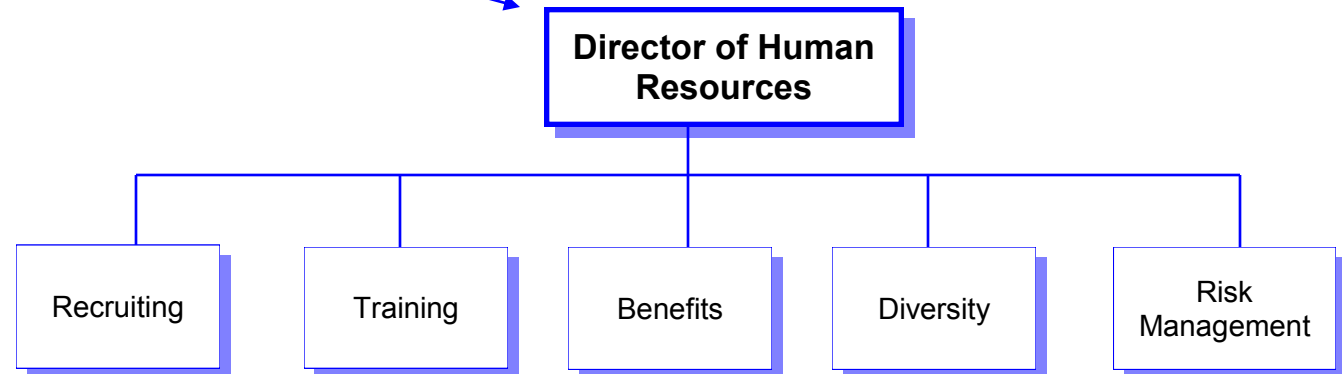 Director of Human
Resources
Recruiting
Training
Benefits
Diversity
Risk
Management